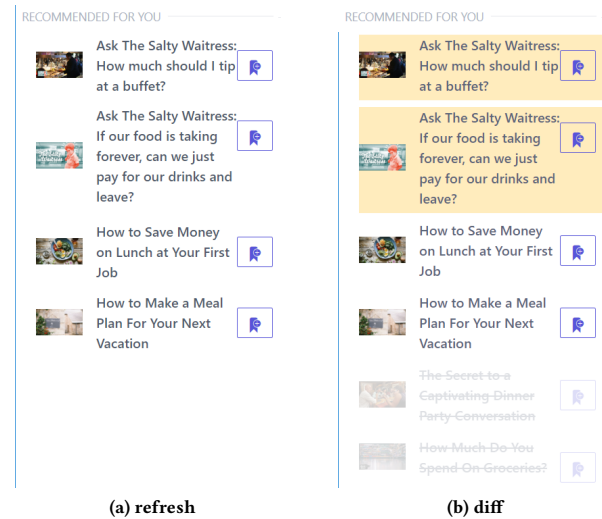 RECOMMENDED FOR YOU
Ask The Salty Waitress:
How much should I tip
at a buffet?
Ask The Salty Waitress:
If our food is taking
forever, can we just
pay for our drinks and
leave?
How to Save Money
on Lunch at Your First
Job
How to Make a Meal
Plan For Your Next
Vacation
(a) refresh
RECOMMENDED FOR YOU
Ask The Salty Waitress:
How much should I tip
at a buffet?
Ask The Salty Waitress:
If our food is taking
forever, can we just
pay for our drinks and
leave?
How to Save Money
on Lunch at Your First
Job
How to Make a Meal
Plan For Your Next
Vacation
The Secret to a
Captivating Dinner
Party Conversation
How Much Do You
Spend On Groceries?
(b) diff